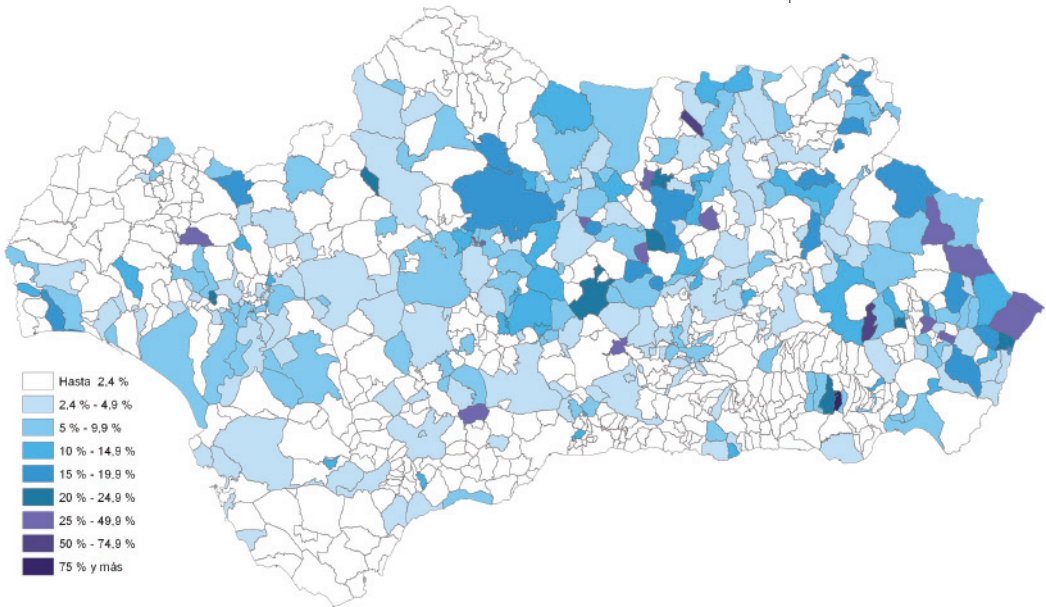 Hasta 2,4 %
2,4 % - 4,9 %
5 % - 9,9 %
10 % - 14,9 %
15 % - 19,9 %
20 % - 24,9 %
25 % - 49,9 %
50 % - 74,9 %
75 % y más